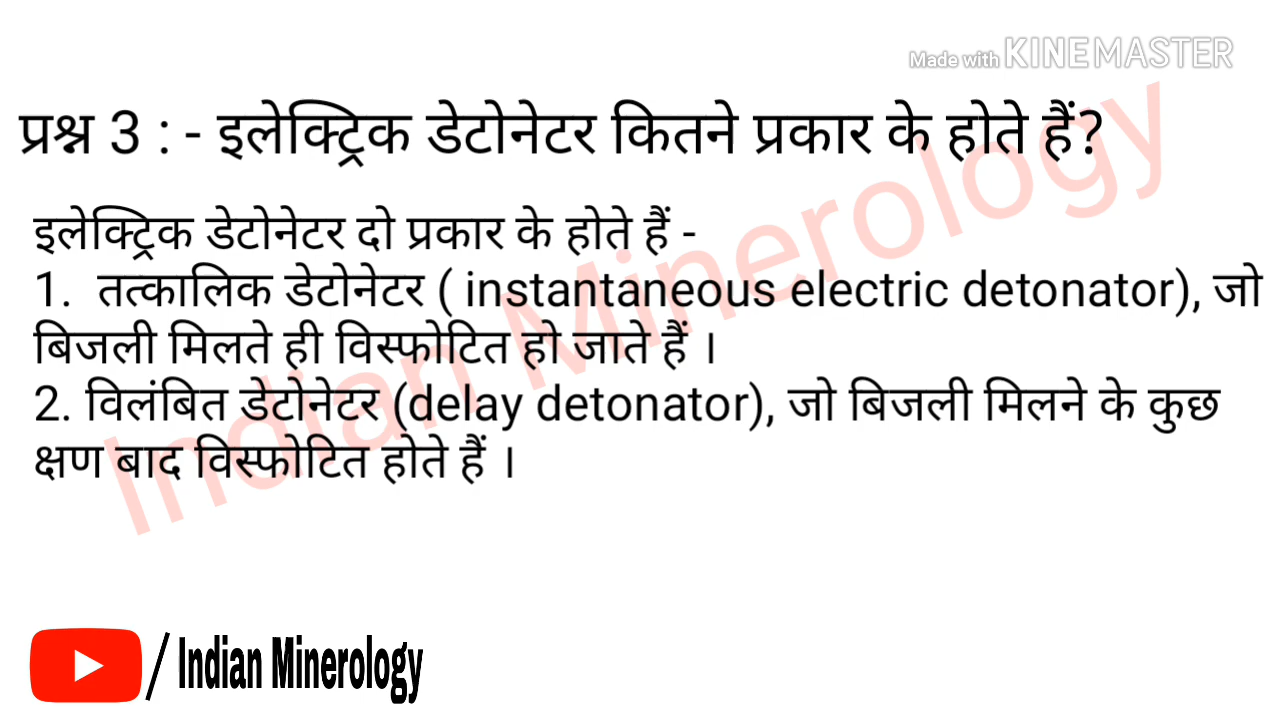 Made with KINEMASTER
प्रश्न 3 : - इलेक्ट्रिक डेटोनेटर कितने प्रकार के होते हैं?
इलेक्ट्रिक डेटोनेटर दो प्रकार के होते हैं -
1. तत्कालिक डेटोनेटर ( instantaneous electric detonator), जो
बिजली मिलते ही विस्फोटित हो जाते हैं ।
2. विलंबित डेटोनेटर (delay detonator), जो बिजली मिलने के कुछ
क्षण बाद विस्फोटित होते हैं ।
Indian Minerology
/ Indian Minerology